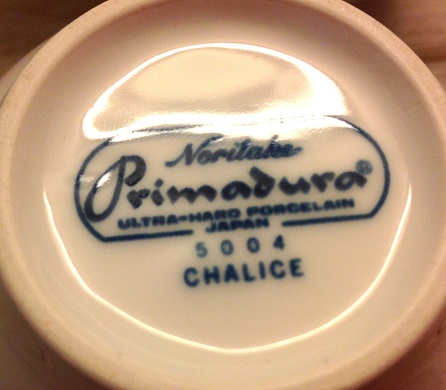 Noritake
Primadura®
ULTRA-HARD PORCELAIN
JAPAN
5004
CHALICE